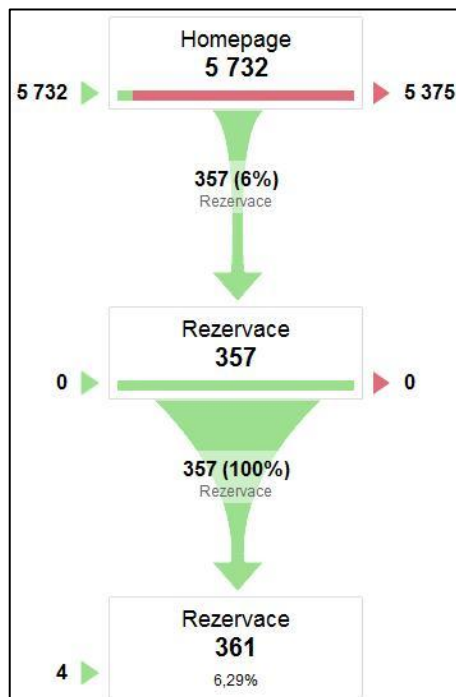 Homepage
5 732
5 732
5 375
357 (6%)
Rezervace
Rezervace
357
0
0
357 (100%)
Rezervace
Rezervace
361
4
6,29%